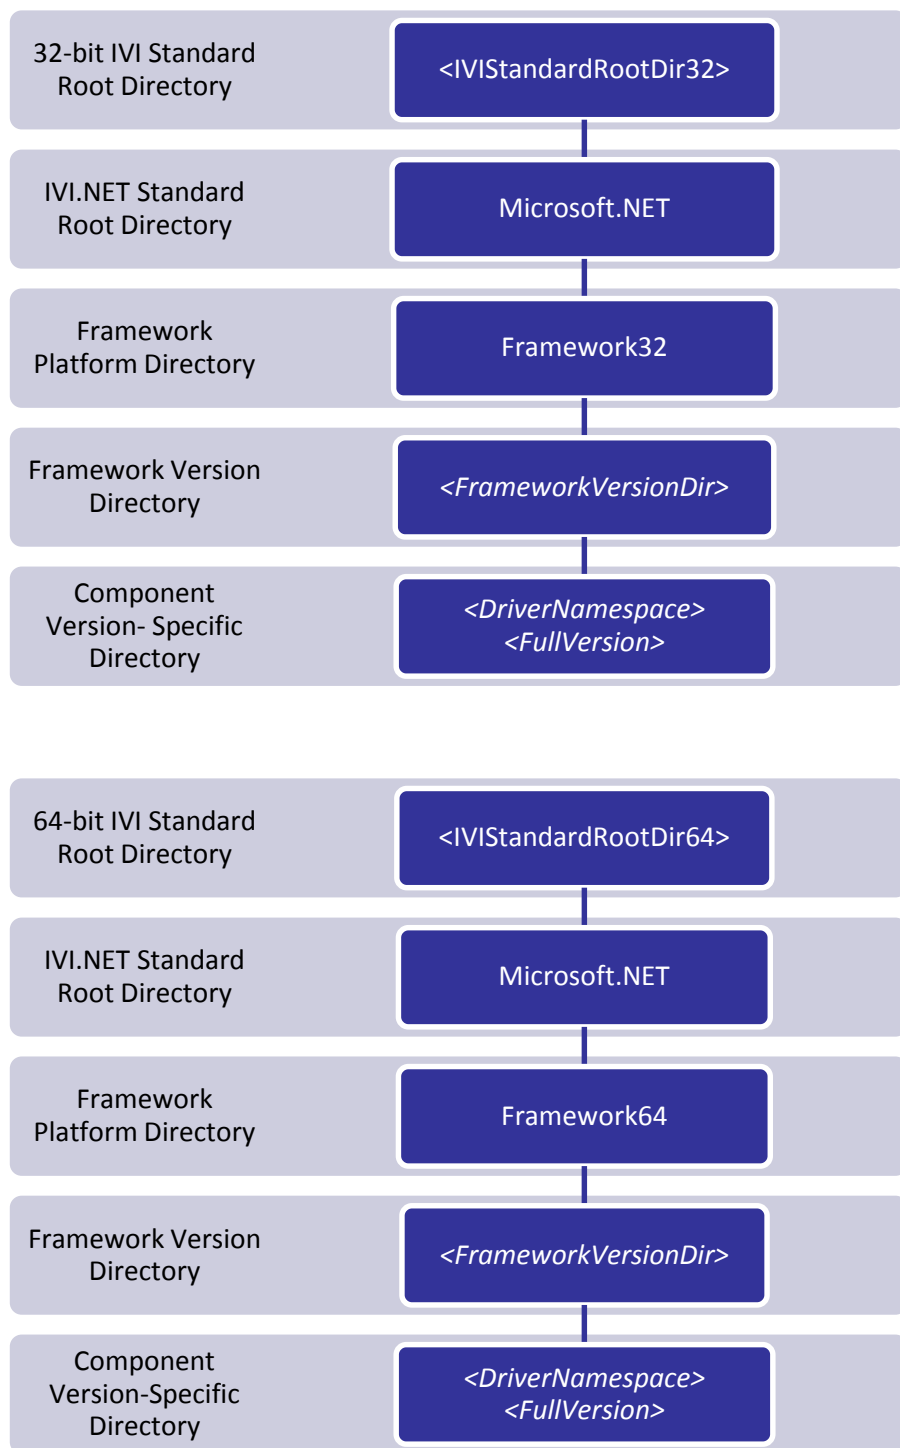 32-bit IVI Standard
Root Directory
<IVIStandardRootDir32>
IVI.NET Standard
Root Directory
Microsoft.NET
Framework
Platform Directory
Framework32
Framework Version
Directory
<FrameworkVersionDir>
Component
Version- Specific
Directory
<DriverNamespace>
<FullVersion>
64-bit IVI Standard
Root Directory
<IVIStandardRootDir64>
IVI.NET Standard
Root Directory
Microsoft.NET
Framework
Platform Directory
Framework64
Framework Version
Directory
<FrameworkVersionDir>
Component
Version-Specific
Directory
<DriverNamespace>
<FullVersion>